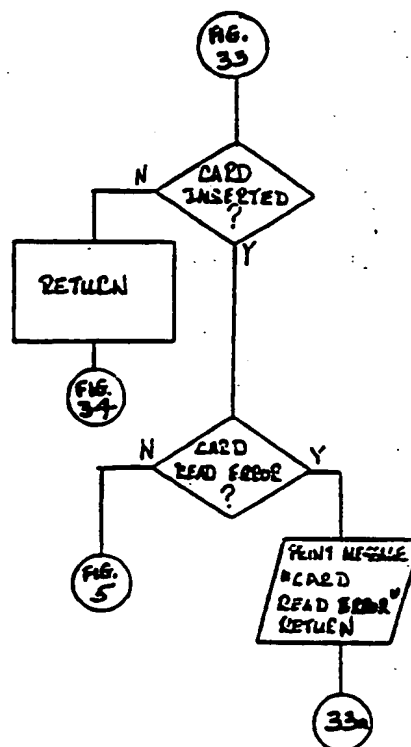 FIG.
33
CARD
INSERTED
?
N
Y
RETURN
FIG.
34
CARD
READ ERROR
?
N
Y
FIG.
5
PRINT MESSAGE
"CARD
READ ERROR"
RETURN
33a